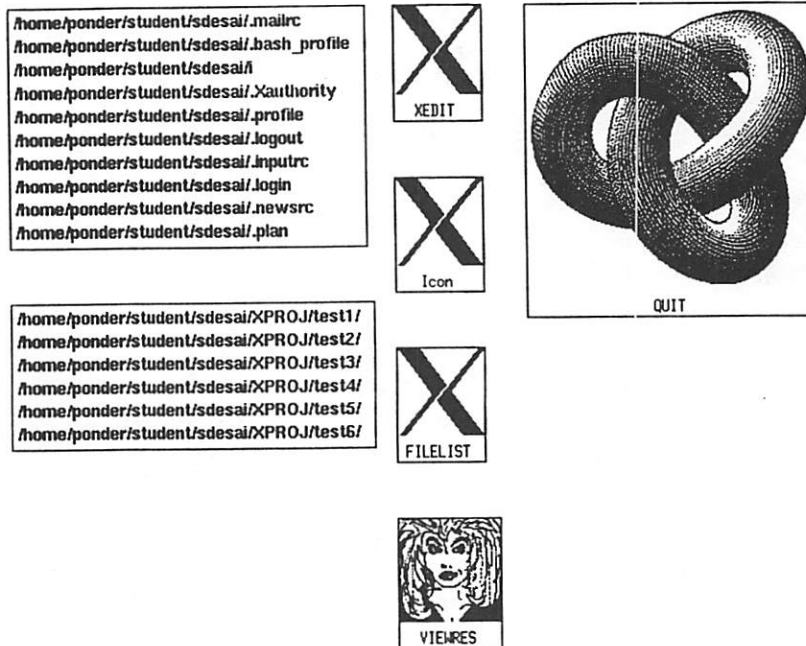 /home/ponder/student/sdesai/.mailrc
/home/ponder/student/sdesai/.bash_profile
/home/ponder/student/sdesai/i
/home/ponder/student/sdesai/.Xauthority
/home/ponder/student/sdesai/.profile
/home/ponder/student/sdesai/.logout
/home/ponder/student/sdesai/.inputrc
/home/ponder/student/sdesai/.login
/home/ponder/student/sdesai/.newsrc
/home/ponder/student/sdesai/.plan
XEDIT
Icon
QUIT
/home/ponder/student/sdesai/XPROJ/test1/
/home/ponder/student/sdesai/XPROJ/test2/
/home/ponder/student/sdesai/XPROJ/test3/
/home/ponder/student/sdesai/XPROJ/test4/
/home/ponder/student/sdesai/XPROJ/test5/
/home/ponder/student/sdesai/XPROJ/test6/
FILELIST
VIEWRES